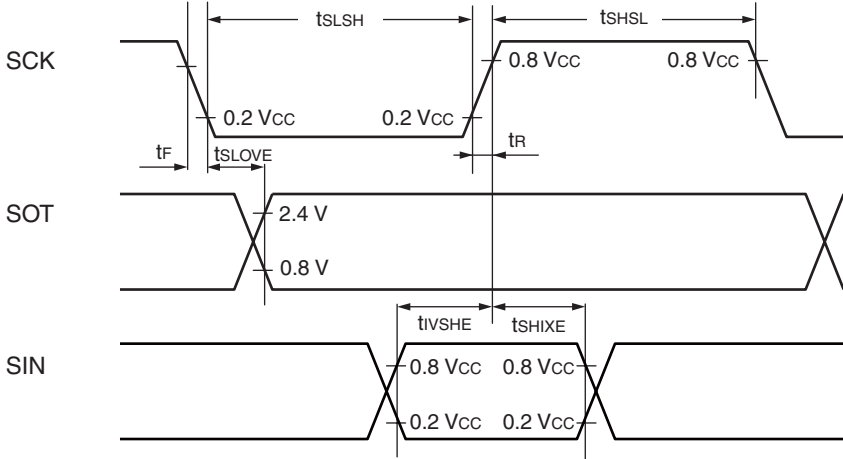 tSLSH tSHSL
SCK
0.8 VCC 0.8 VCC
0.2 VCC 0.2 VCC
tF tSLOVE tR
SOT
2.4 V
0.8 V
tIVSHE tSHIXE
SIN
0.8 VCC 0.8 VCC
0.2 VCC 0.2 VCC